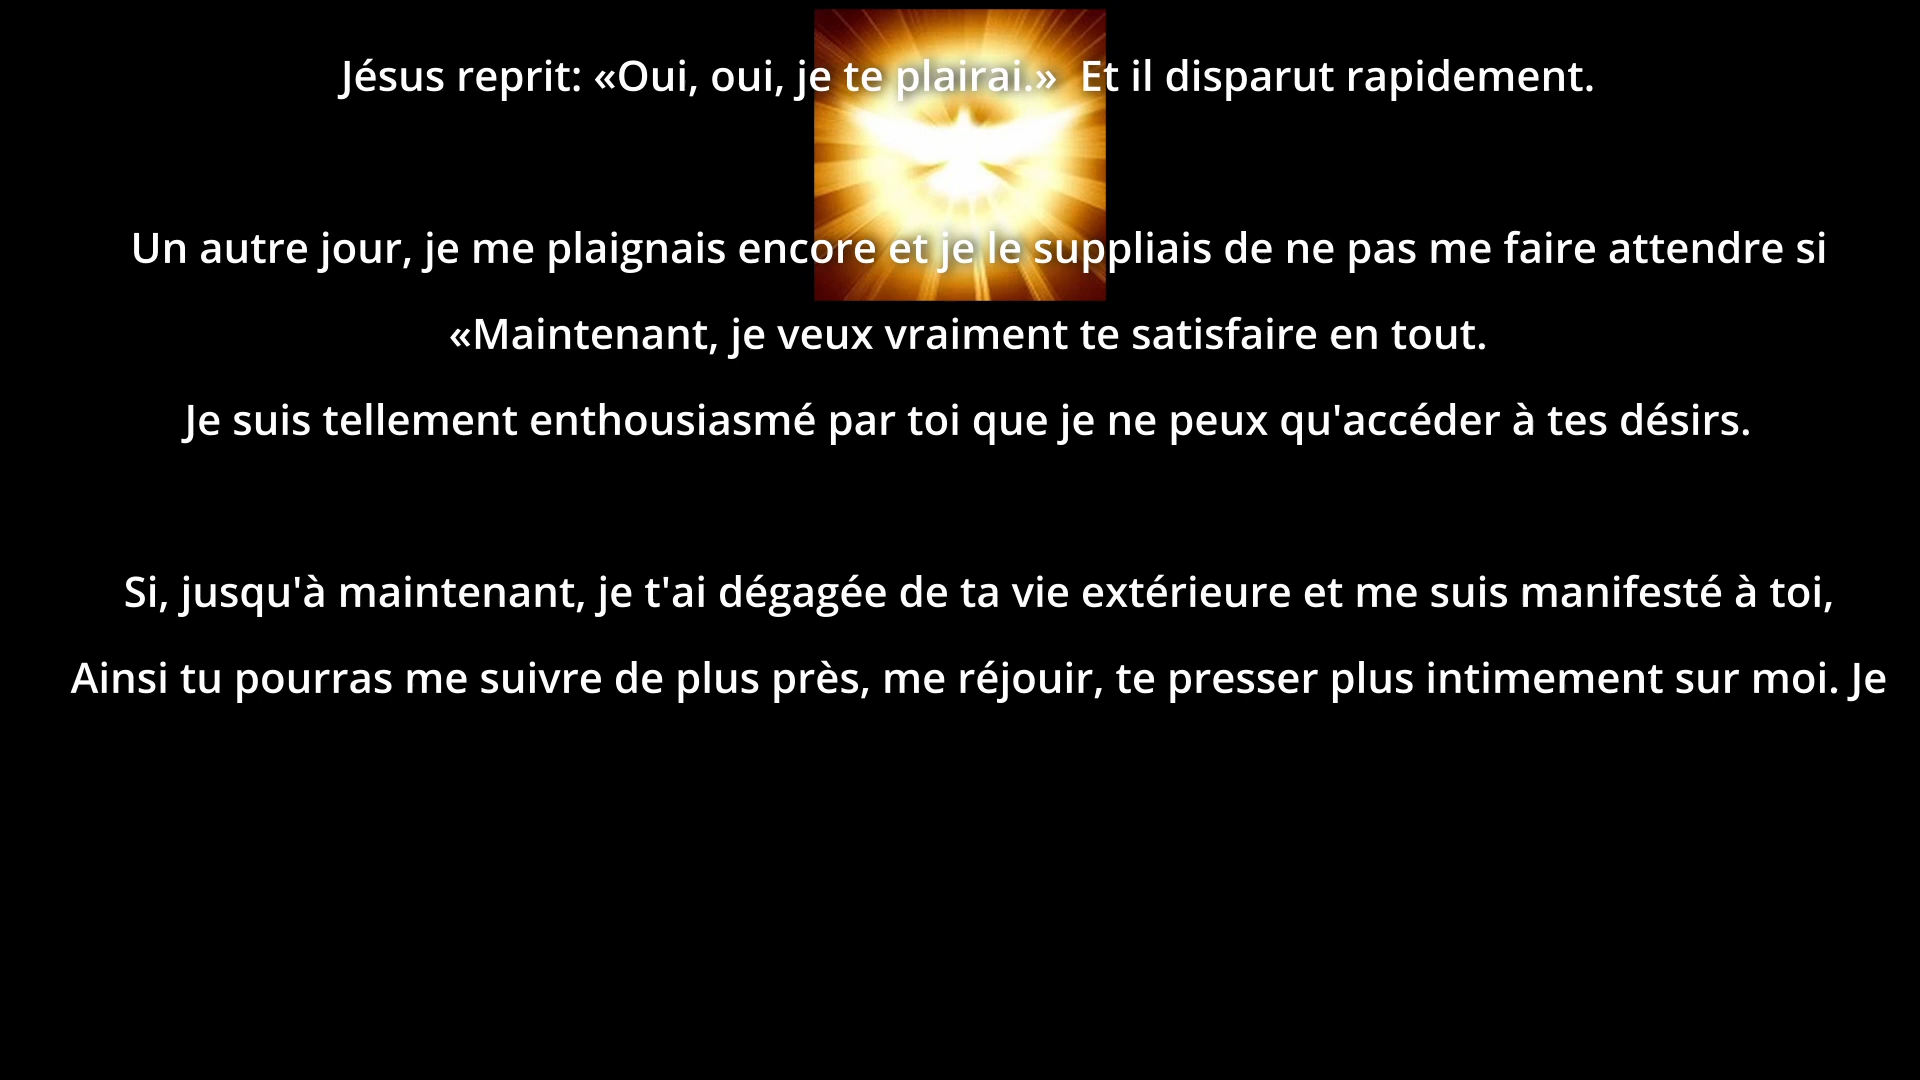 Jésus reprit: «Oui, oui, je te plairai.»  Et il disparut rapidement.
Un autre jour, je me plaignais encore et je le suppliais de ne pas me faire attendre si
«Maintenant, je veux vraiment te satisfaire en tout.
Je suis tellement enthousiasmé par toi que je ne peux qu'accéder à tes désirs.
Si, jusqu'à maintenant, je t'ai dégagée de ta vie extérieure et me suis manifesté à toi,
Ainsi tu pourras me suivre de plus près, me réjouir, te presser plus intimement sur moi. Je